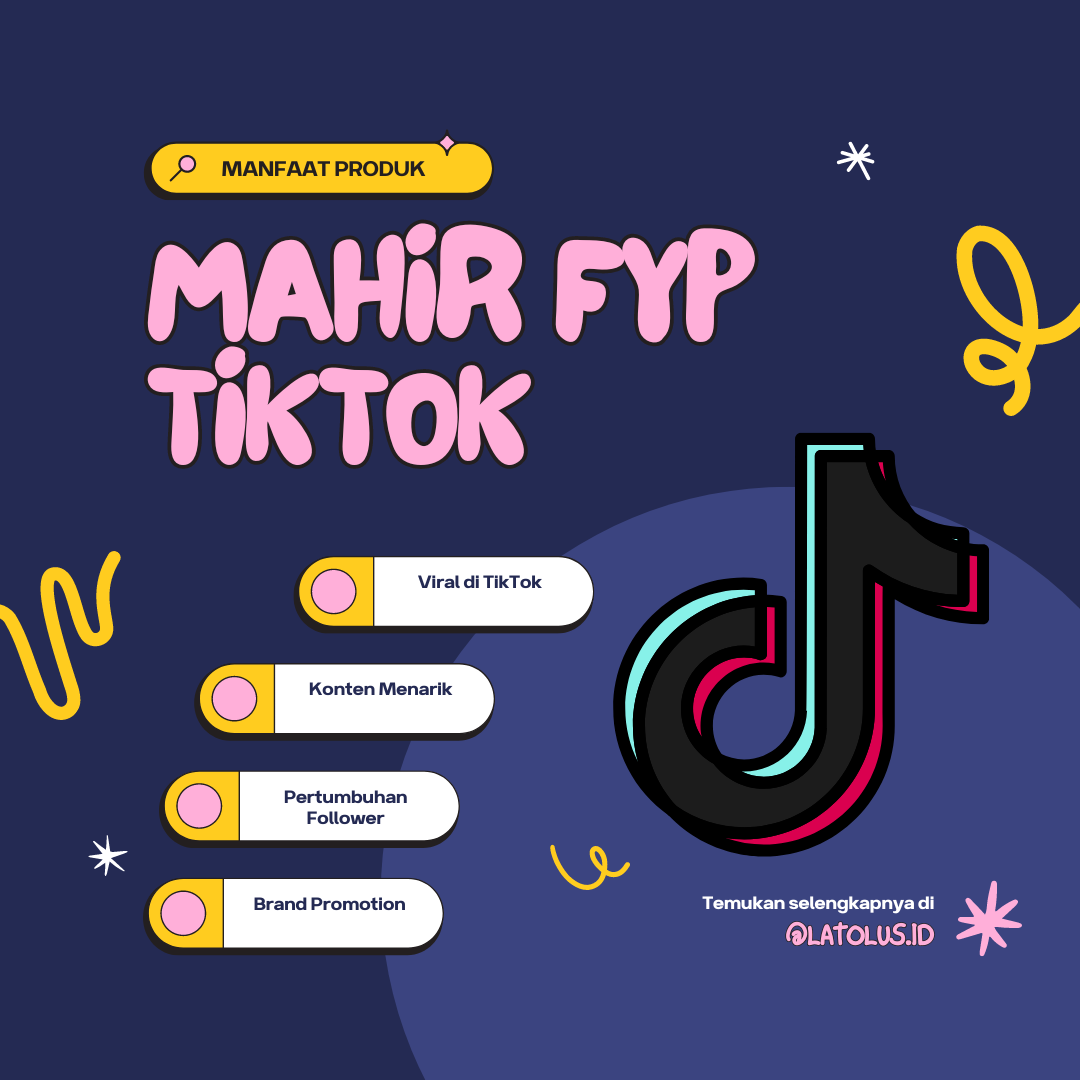 MANFAAT PRODUK
MAHiR FYP
TiKTOK
Viral di TikTok
Konten Menarik
Pertumbuhan
Follower
Brand Promotion
Temukan selengkapnya di
@LATOLUS.ID